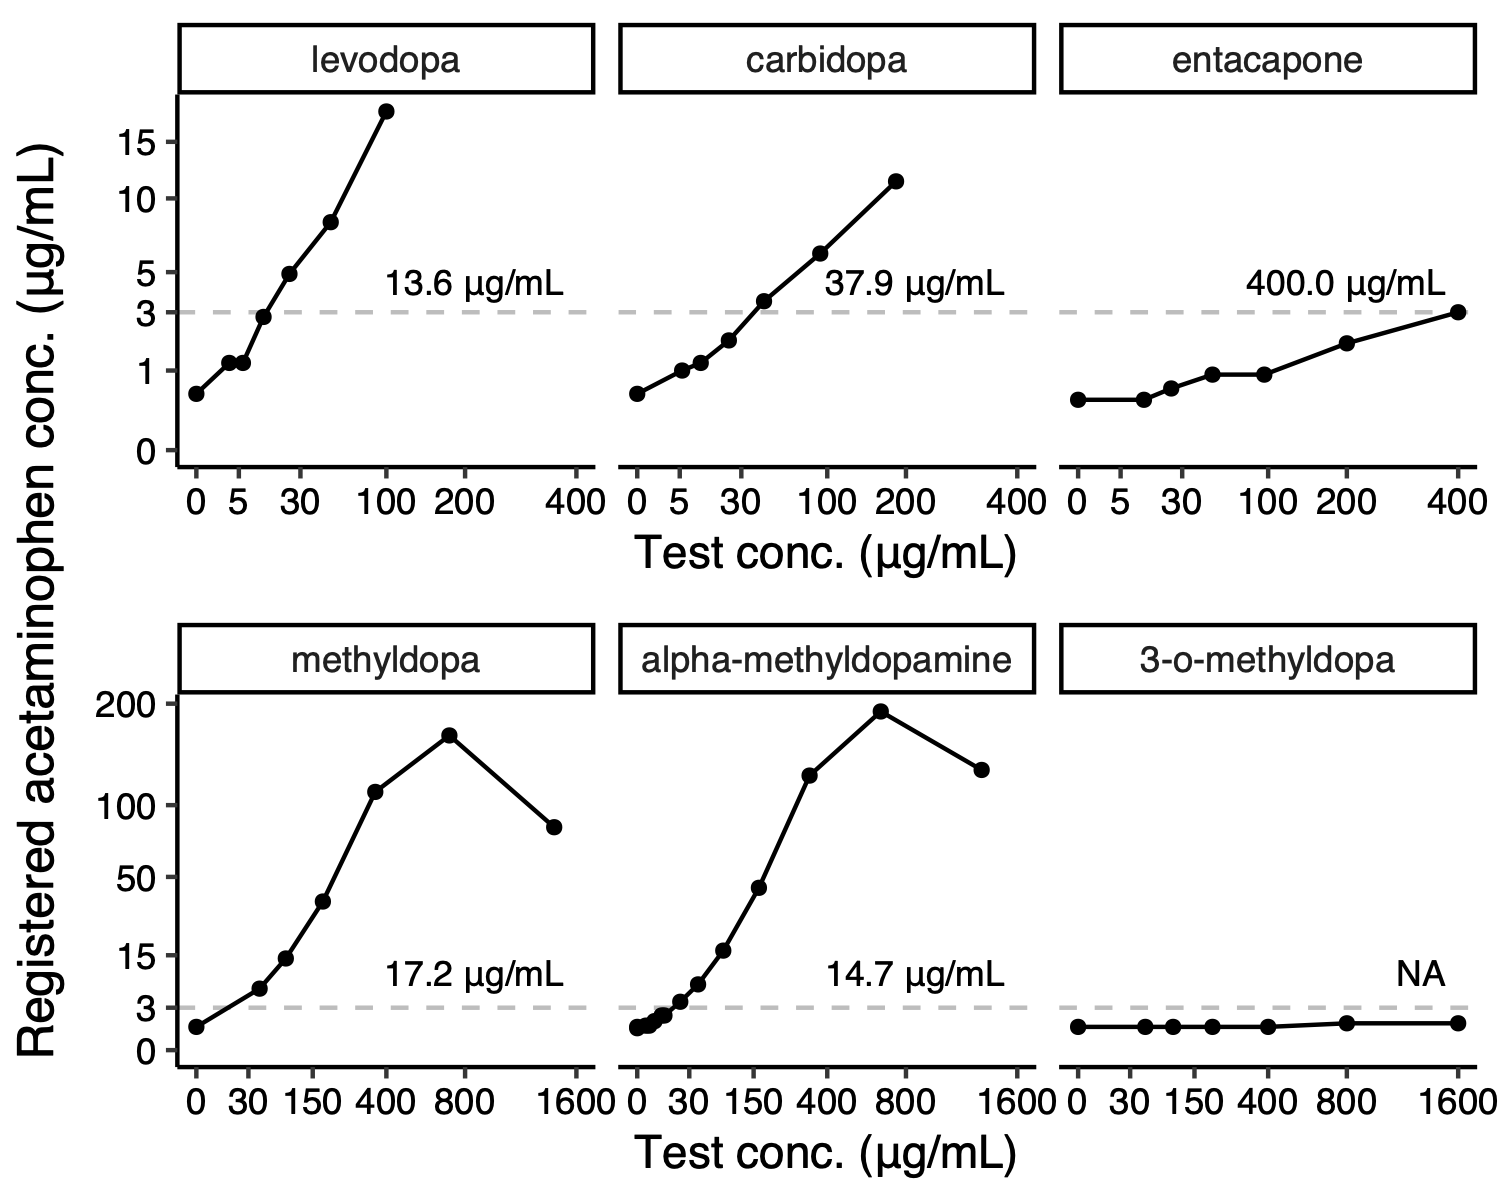 levodopa
carbidopa
entacapone
Registered acetaminophen conc. (µg/mL)
15
10
5
3
1
0
13.6 µg/mL
37.9 µg/mL
400.0 µg/mL
0 5 30 100 200 400
0 5 30 100 200 400
0 5 30 100 200 400
Test conc. (µg/mL)
methyldopa
alpha-methyldopamine
3-o-methyldopa
200
100
50
15
3
0
17.2 µg/mL
14.7 µg/mL
NA
0 30 150 400 800 1600
0 30 150 400 800 1600
0 30 150 400 800 1600
Test conc. (µg/mL)